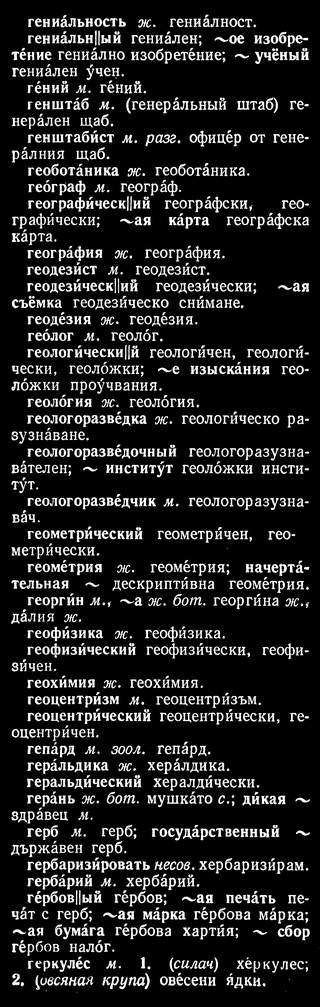 гениа́льность ж. гениа́лност.
гениа́льн||ый гениа́лен; ~ое изобре-
те́ние гениа́лно изобрете́ние; ~ учёный
гениа́лен у́чен.
ге́ний м. ге́ний.
геншта́б м. (генера́льный штаб) ге-
нера́лен щаб.
генштаби́ст м. разг. офице́р от гене-
ра́лния щаб.
геобота́ника ж. геобота́ника.
гео́граф м. геогра́ф.
географи́ческ||ий геогра́фски, гео-
графи́чески; ~ая ка́рта геогра́фска
ка́рта.
геогра́фия ж. геогра́фия.
геодези́ст м. геодези́ст.
геодези́ческ||ий геодези́чески; ~ая
съёмка геодези́ческо сни́мане.
геоде́зия ж. геоде́зия.
гео́лог м. геоло́г.
геологи́чески||й геологи́чен, геологи́-
чески, геоло́жки; ~е изыска́ния гео-
ло́жки проу́чвания.
геоло́гия ж. геоло́гия.
геологоразве́дка ж. геологи́ческо ра-
зузна́ване.
геологоразве́дочный геологоразузна-
ва́телен; ~ институ́т геоло́жки инсти-
ту́т.
геологоразве́дчик м. геологоразузна-
ва́ч.
геометри́ческий геометри́чен, гео-
метри́чески.
геоме́трия ж. геоме́трия; начерта́-
тельная ~ дескрипти́вна геоме́трия.
георги́н м., ~а ж. бот. георги́на ж.,
да́лия ж.
геофи́зика ж. геофи́зика.
геофизи́ческий геофизи́чески, геофи-
зи́чен.
геохи́мия ж. геохи́мия.
геоцентри́зм м. геоцентри́зъм.
геоцентри́ческий геоцентри́чески, ге-
оцентри́чен.
гепа́рд м. зоол. гепа́рд.
гера́льдика ж. хера́лдика.
геральди́ческий хералди́чески.
гера́нь ж. бот. мушка́то с.; ди́кая ~
здра́вец м.
герб м. герб; госуда́рственный ~
държа́вен герб.
гербаризи́ровать несов. хербаризи́рам.
герба́рий м. херба́рий.
ге́рбов||ый ге́рбов; ~ая печа́ть пе-
ча́т с герб; ~ая ма́рка ге́рбова ма́рка;
~ая бума́га ге́рбова харти́я; ~ сбор
ге́рбов нало́г.
геркуле́с м. 1. (силач) хе́ркулес;
2. (овсяная крупа) ове́сени я́дки.